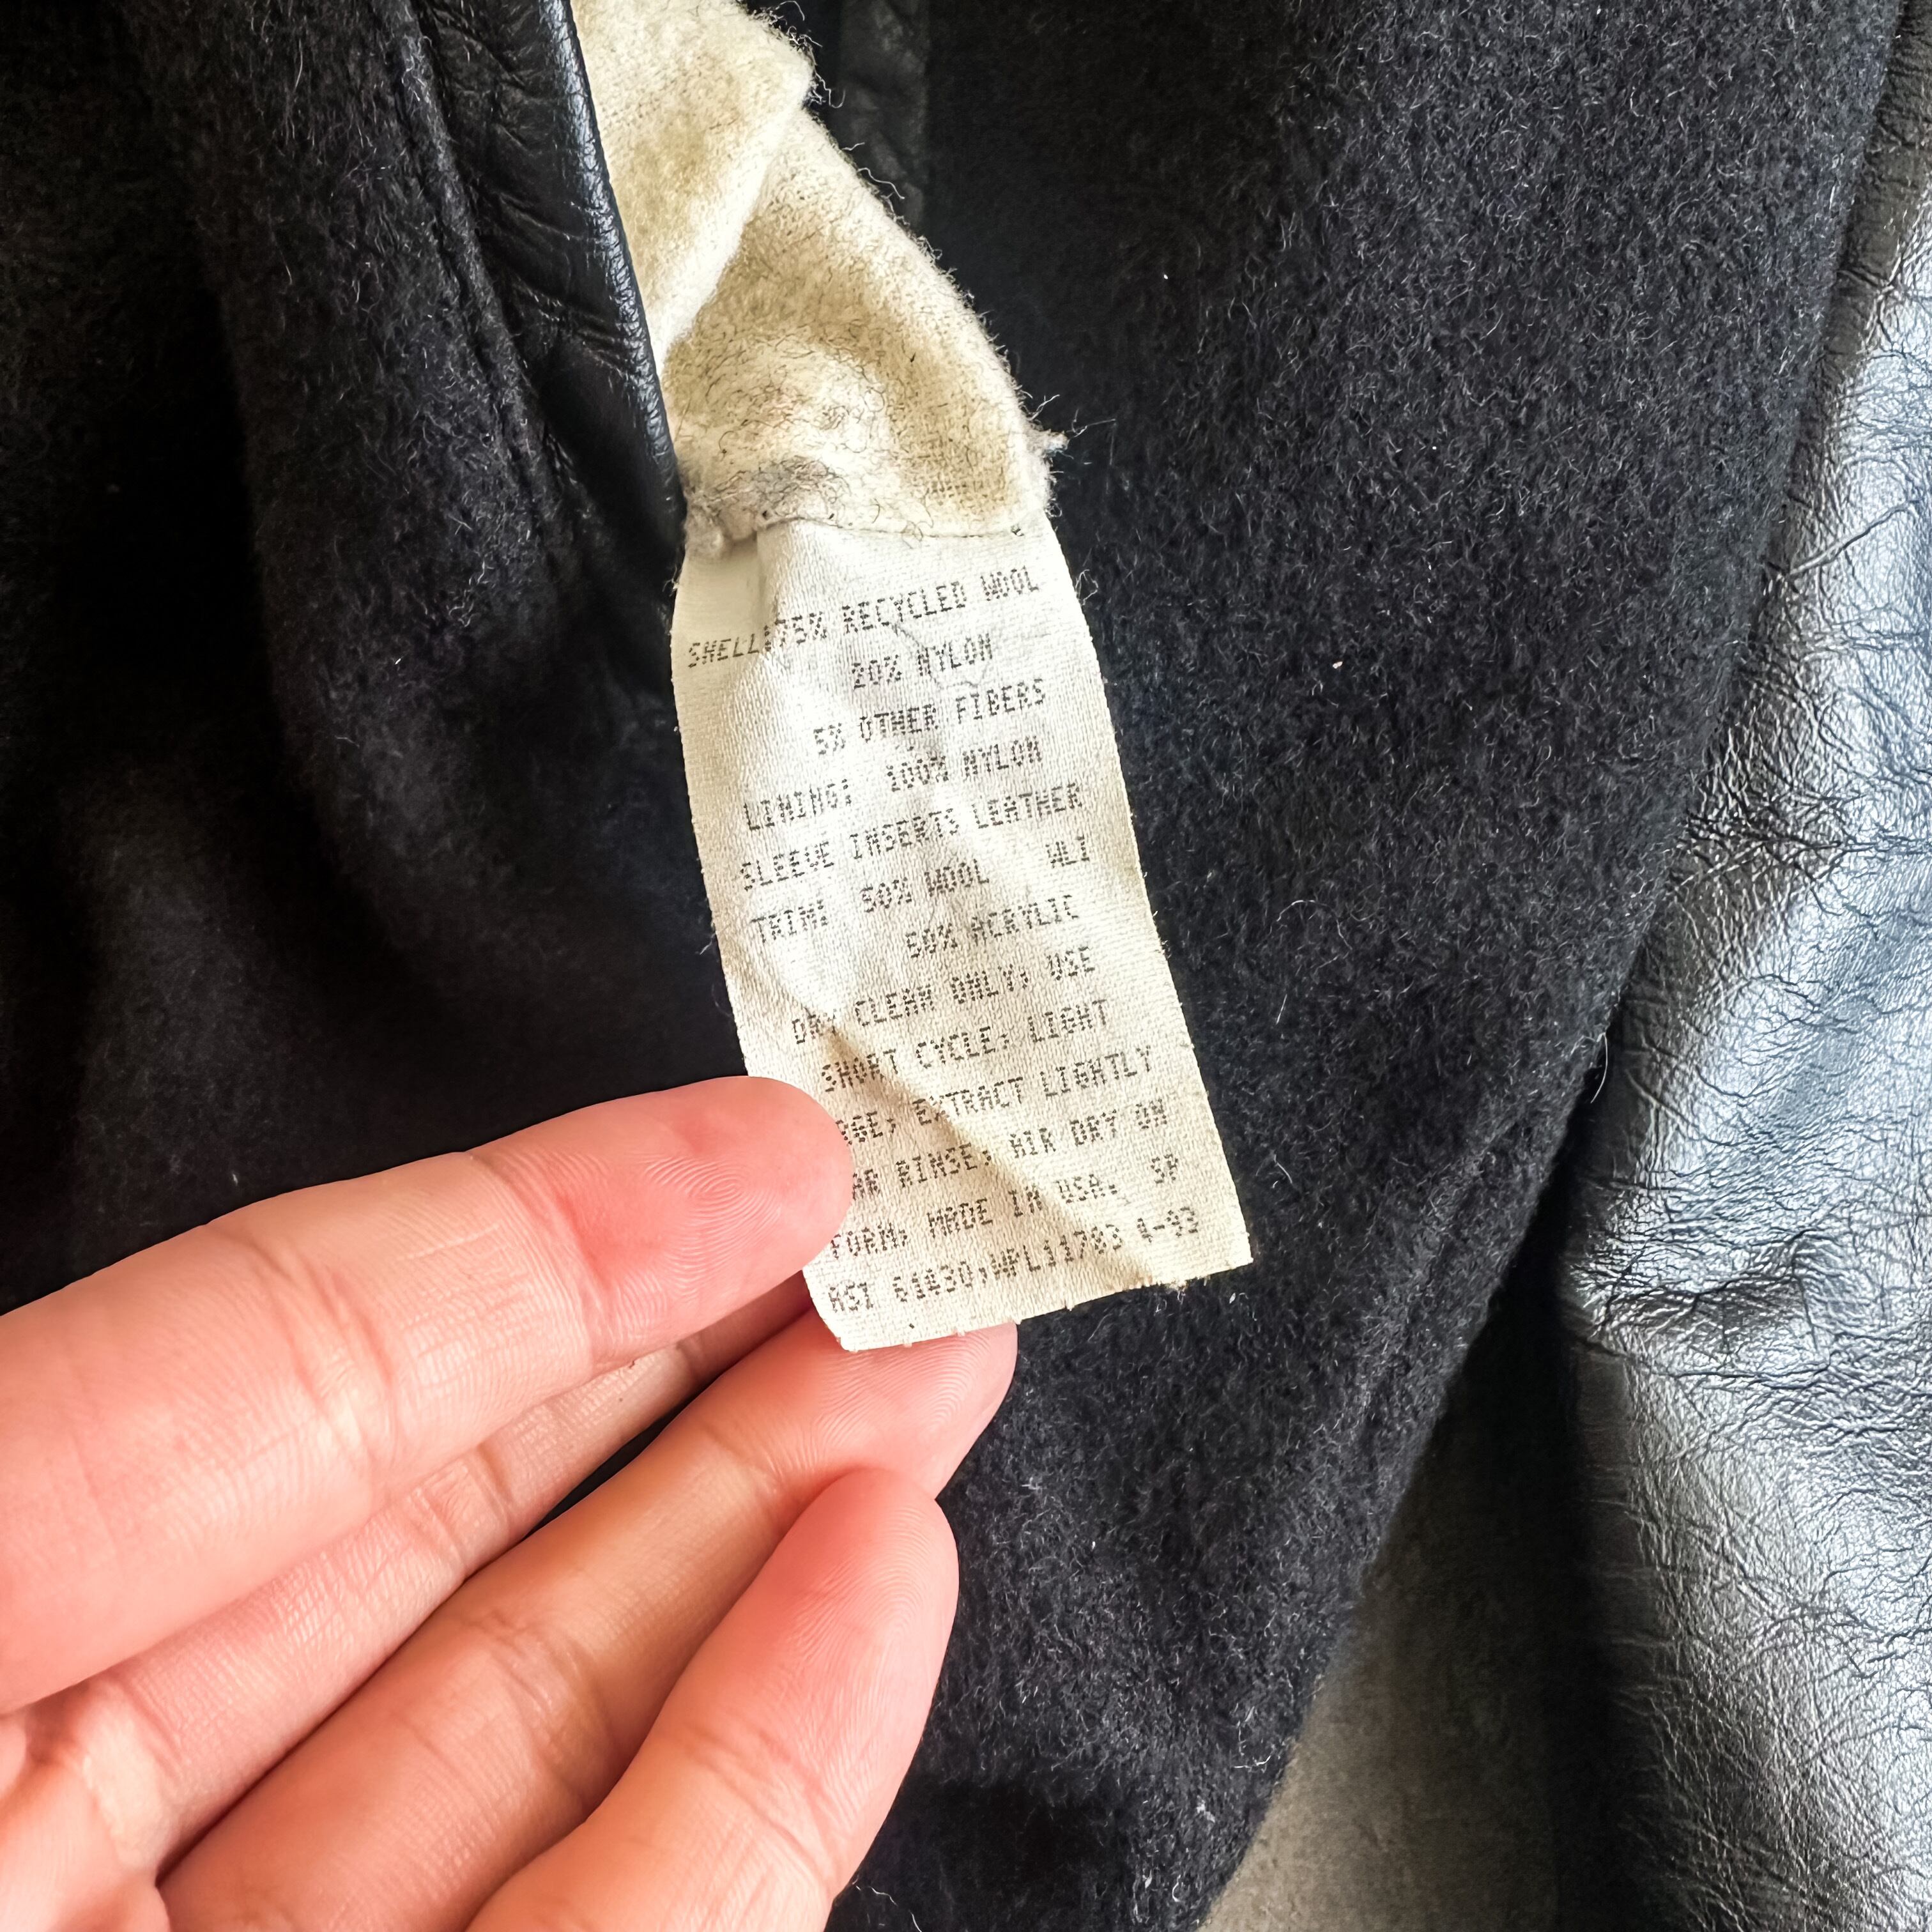 SHELL:75% RECYCLED WOOL
20% NYLON
5% OTHER FIBERS
LINING: 100% NYLON
SLEEVE INSERTS LEATHER
TRIM: 50% WOOL WLI
50% ACRYLIC
DRY CLEAN ONLY, USE
SHORT CYCLE, LIGHT
EXTRACT LIGHTLY
RINSE, AIR DRY ON
FORM, MADE IN USA. SP
61430,WPL11703 4-93